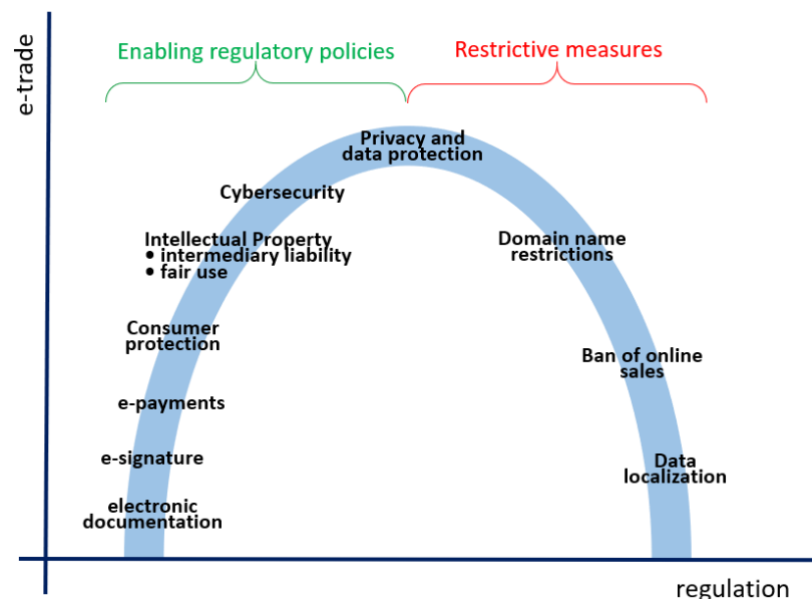 e-trade
Enabling regulatory policies
Restrictive measures
Privacy and
data protection
Cybersecurity
Intellectual Property
• intermediary liability
• fair use
Domain name
restrictions
Consumer
protection
Ban of online
sales
e-payments
e-signature
Data
localization
electronic
documentation
regulation